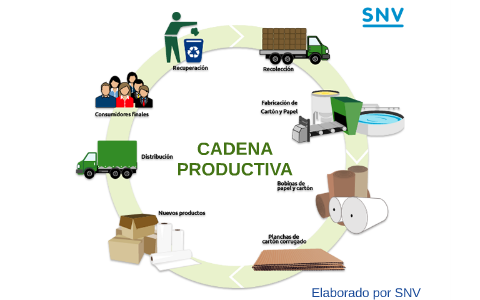 SNV
Recuperación
Recolección
Fabricación de
Cartón y Papel
Consumidores finales
CADENA
PRODUCTIVA
Distribución
Bobinas de
papel y cartón
Nuevos productos
Planchas de
cartón corrugado
Elaborado por SNV